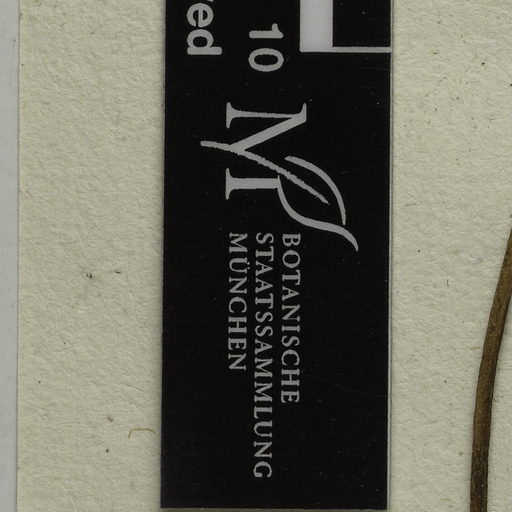 10
BOTANISCHE
STAATSSAMMLUNG
MÜNCHEN